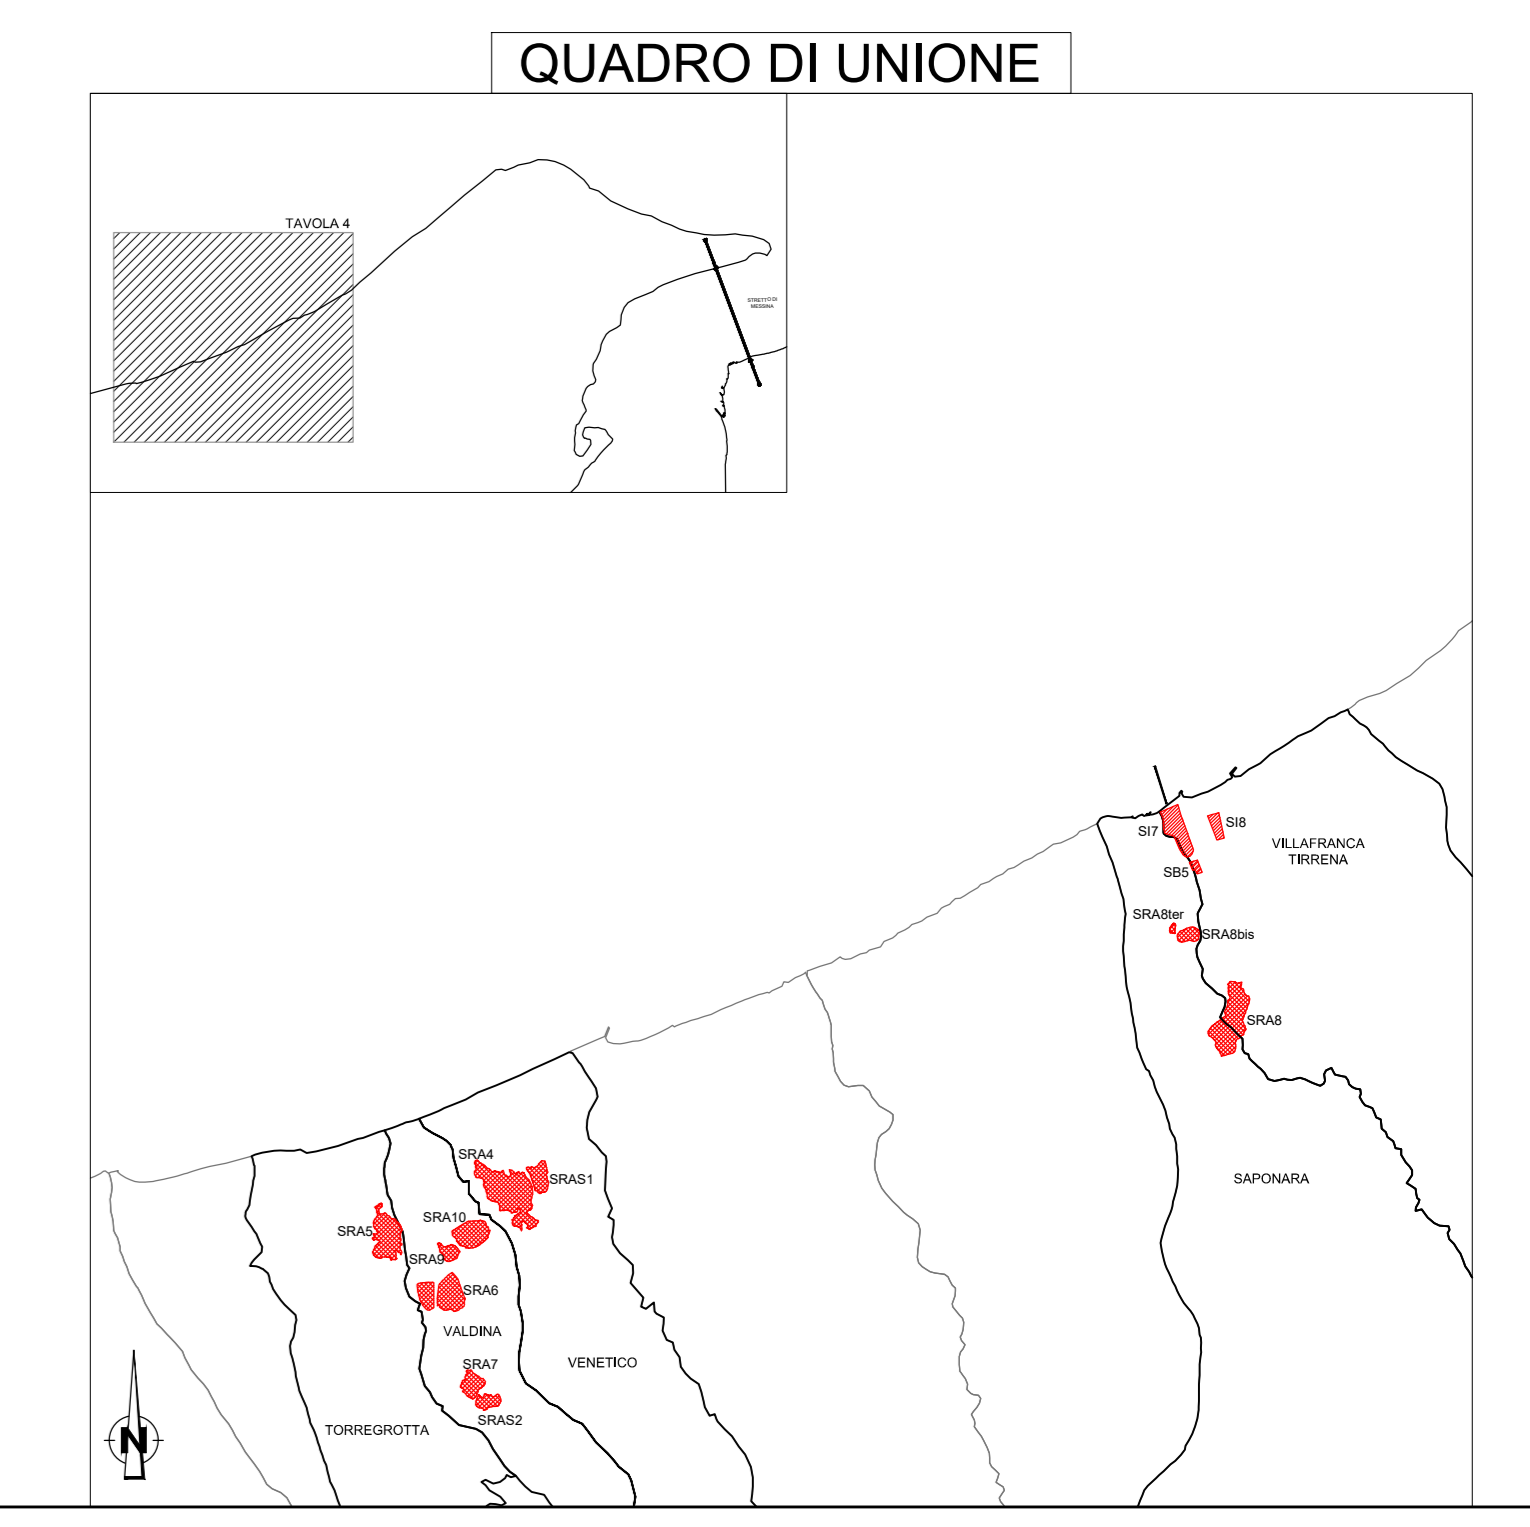 QUADRO DI UNIONE
TAVOLA 4
STRETTO DI
MESSINA
SI7
SI8
VILLAFRANCA
TIRRENA
SB5
SRA8ter
SRA8bis
SRA8
SRA4
SRAS1
SAPONARA
SRA10
SRA5
SRA9
SRA6
VALDINA
VENETICO
SRA7
SRAS2
TORREGROTTA
N